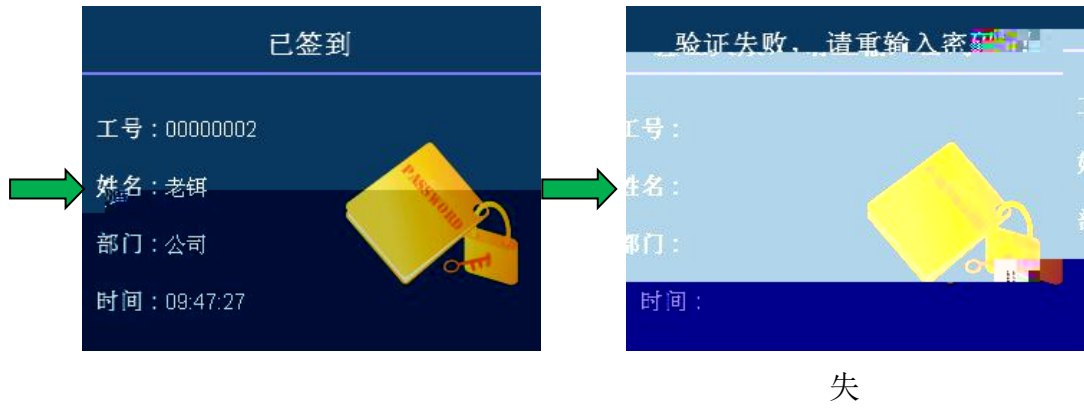 已签到
工号：00000002
姓名：老铒
部门：公司
时间：09:47:27
PASSWORD
验证失败，请重输入密
工号：
姓名：
部门：
时间：
失